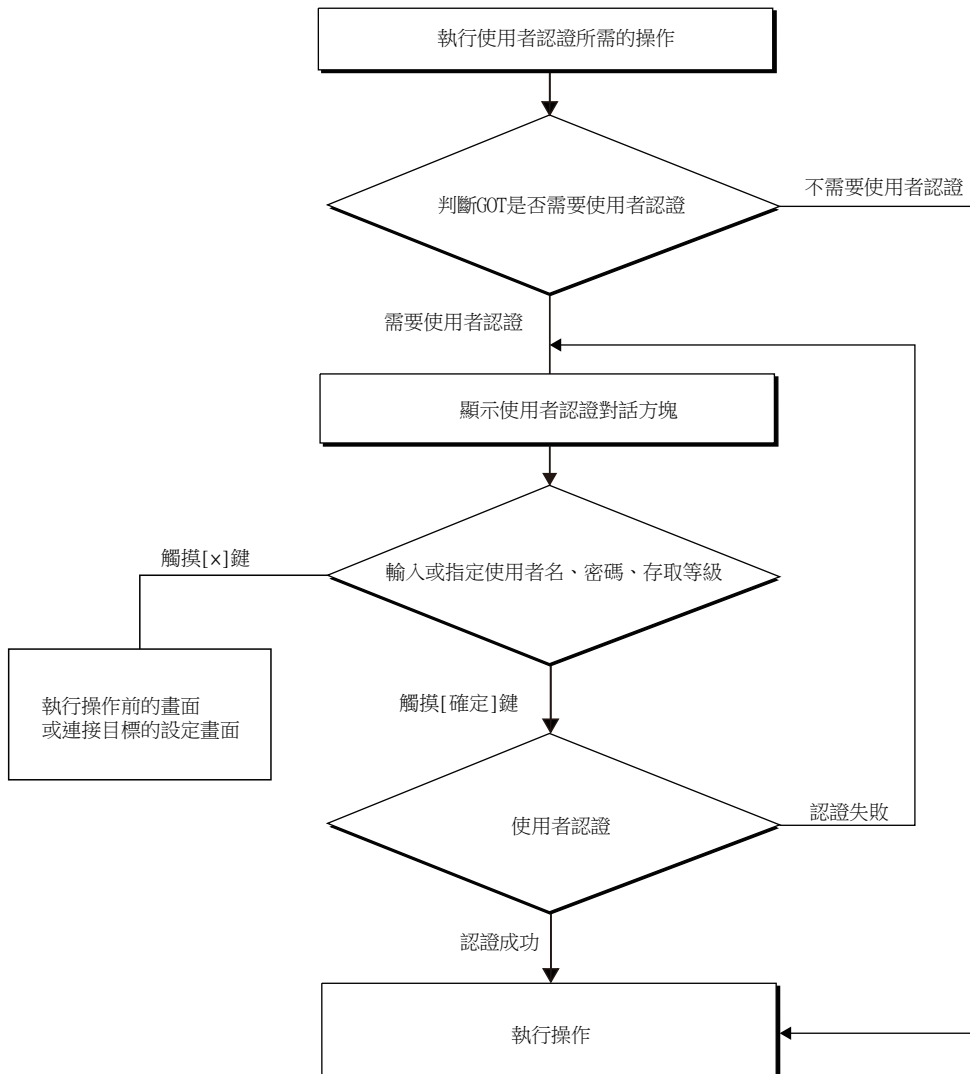 執行使用者認證所需的操作
判斷GOT是否需要使用者認證
不需要使用者認證
需要使用者認證
顯示使用者認證對話方塊
觸摸[×]鍵
輸入或指定使用者名、密碼、存取等級
執行操作前的畫面
或連接目標的設定畫面
觸摸[確定]鍵
使用者認證
認證失敗
認證成功
執行操作